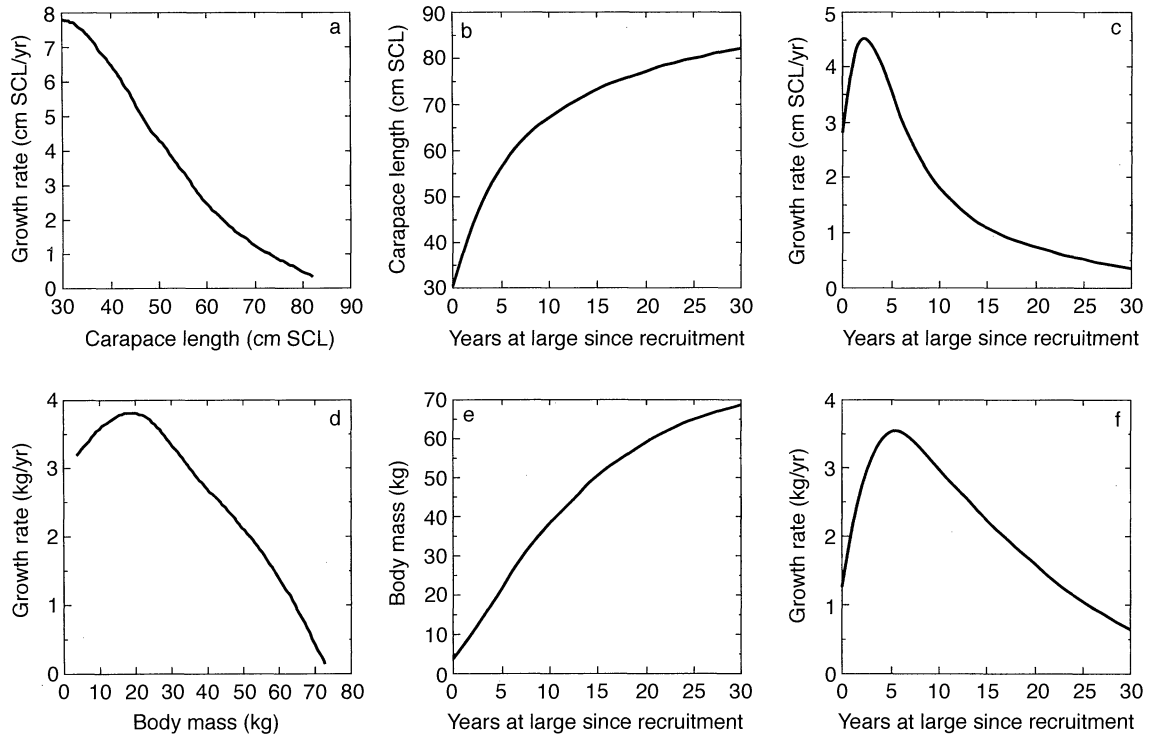 a
Growth rate (cm SCL/yr)
8
7
6
5
4
3
2
1
0
30 40 50 60 70 80 90
Carapace length (cm SCL)
b
Carapace length (cm SCL)
90
80
70
60
50
40
30
0 5 10 15 20 25 30
Years at large since recruitment
c
Growth rate (cm SCL/yr)
5
4
3
2
1
0
0 5 10 15 20 25 30
Years at large since recruitment
d
Growth rate (kg/yr)
4
3
2
1
0
0 10 20 30 40 50 60 70 80
Body mass (kg)
e
Body mass (kg)
70
60
50
40
30
20
10
0
0 5 10 15 20 25 30
Years at large since recruitment
f
Growth rate (kg/yr)
4
3
2
1
0
0 5 10 15 20 25 30
Years at large since recruitment